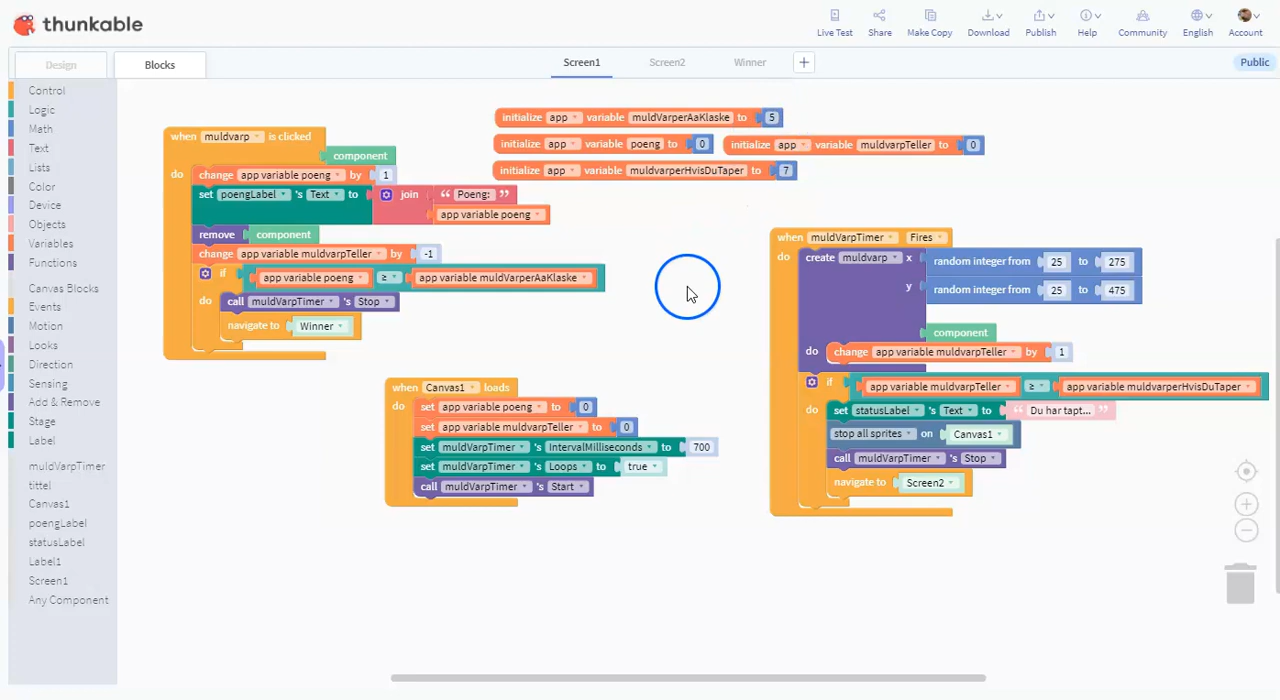 thunkable
Live Test
Share
Make Copy
Download
Publish
Help
Community
English
Account
Design
Blocks
Screen1
Screen2
Winner
+
Public
Control
Logic
Math
Text
Lists
Color
Device
Objects
Variables
Functions
Canvas Blocks
Events
Motion
Looks
Direction
Sensing
Add & Remove
Stage
Label
muldVarpTimer
tittel
Canvas1
poengLabel
statusLabel
Label1
Screen1
Any Component
when muldvarp is clicked
component
do change app variable poeng by 1
set poengLabel 's Text to join “ Poeng: ”
app variable poeng
remove component
change app variable muldvarpTeller by -1
if app variable poeng ≥ app variable muldVarperAaKlaske
do call muldVarpTimer 's Stop
navigate to Winner
initialize app variable muldVarperAaKlaske to 5
initialize app variable poeng to 0
initialize app variable muldvarpTeller to 0
initialize app variable muldvarperHvisDuTaper to 7
when Canvas1 loads
do set app variable poeng to 0
set app variable muldvarpTeller to 0
set muldVarpTimer 's IntervalMilliseconds to 700
set muldVarpTimer 's Loops to true
call muldVarpTimer 's Start
when muldVarpTimer Fires
do create muldvarp x random integer from 25 to 275
y random integer from 25 to 475
component
do change app variable muldvarpTeller by 1
if app variable muldvarpTeller ≥ app variable muldvarperHvisDuTaper
do set statusLabel 's Text to “ Du har tapt... ”
stop all sprites on Canvas1
call muldVarpTimer 's Stop
navigate to Screen2